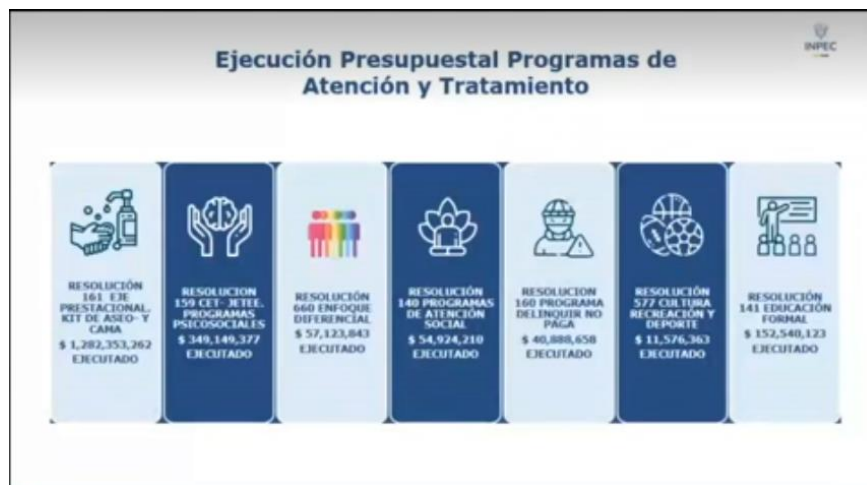 INPEC
Ejecución Presupuestal Programas de
Atención y Tratamiento
RESOLUCIÓN
161 EJE
PRESTACIONAL.
KIT DE ASEO- Y
CAMA
$ 1,282,353,262
EJECUTADO
RESOLUCION
159 CET- JETEE.
PROGRAMAS
PSICOSOCIALES
$ 349,149,377
EJECUTADO
RESOLUCIÓN
660 ENFOQUE
DIFERENCIAL
$ 57,123,843
EJECUTADO
RESOLUCIÓN
140 PROGRAMAS
DE ATENCIÓN
SOCIAL
$ 54,924,210
EJECUTADO
RESOLUCION
160 PROGRAMA
DELINQUIR NO
PAGA
$ 40,888,658
EJECUTADO
RESOLUCIÓN
577 CULTURA
RECREACIÓN Y
DEPORTE
$ 11,576,363
EJECUTADO
RESOLUCIÓN
141 EDUCACIÓN
FORMAL
$ 152,540,123
EJECUTADO